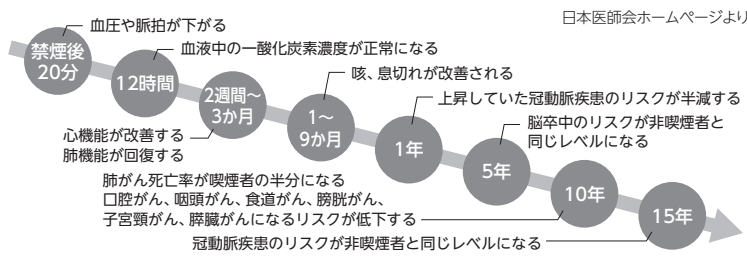 日本医師会ホームページより
禁煙後
20分
血圧や脈拍が下がる
12時間
血液中の一酸化炭素濃度が正常になる
2週間～
3か月
心機能が改善する
肺機能が回復する
1～
9か月
咳、息切れが改善される
1年
上昇していた冠動脈疾患のリスクが半減する
5年
脳卒中のリスクが非喫煙者と
同じレベルになる
10年
肺がん死亡率が喫煙者の半分になる
口腔がん、咽頭がん、食道がん、膀胱がん、
子宮頸がん、膵臓がんになるリスクが低下する
15年
冠動脈疾患のリスクが非喫煙者と同じレベルになる